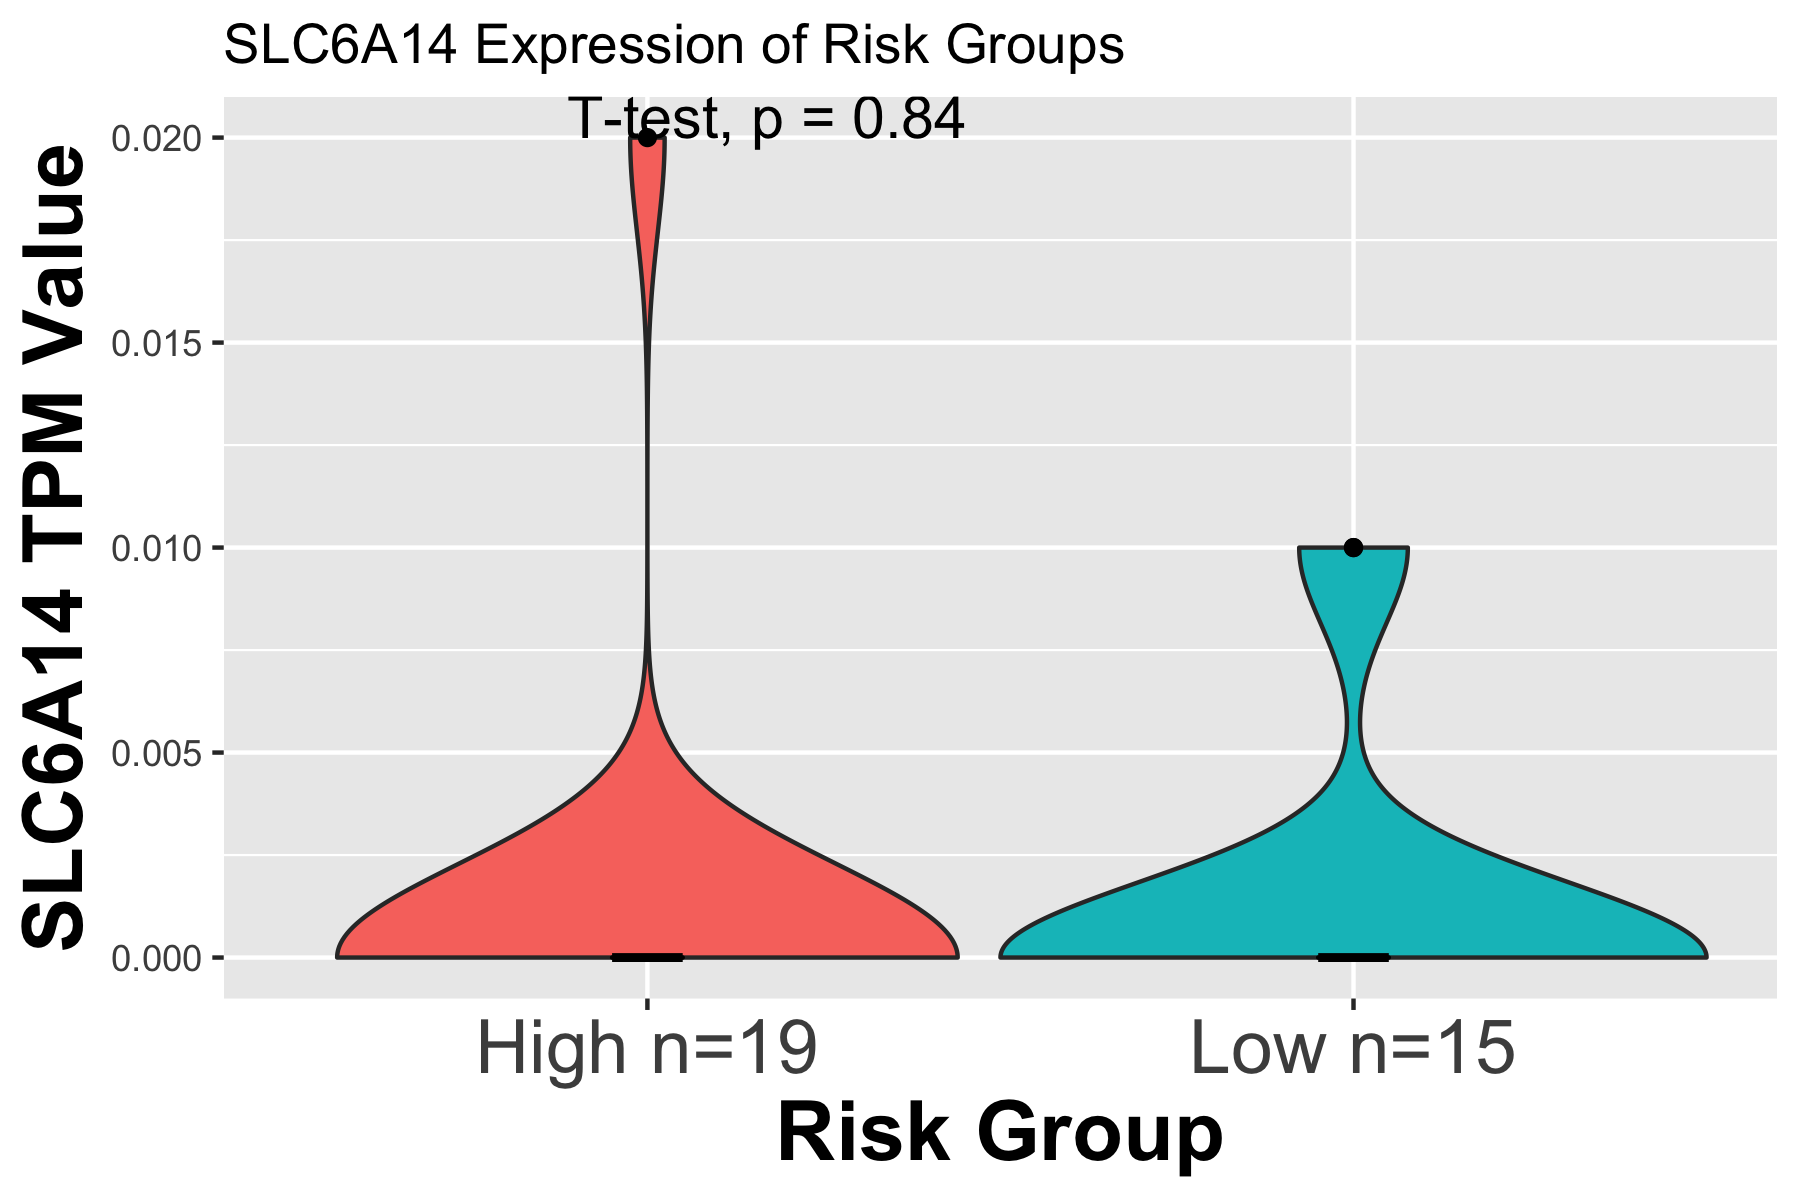 SLC6A14 Expression of Risk Groups
T-test, p = 0.84
SLC6A14 TPM Value
0.020
0.015
0.010
0.005
0.000
High n=19
Low n=15
Risk Group